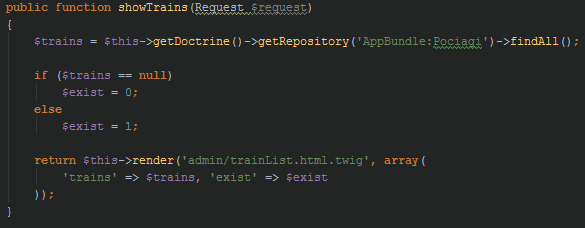 public function showTrains(Request $request)
{
    $trains = $this->getDoctrine()->getRepository('AppBundle:Pociagi')->findAll();
    if ($trains == null)
        $exist = 0;
    else
        $exist = 1;
    return $this->render('admin/trainList.html.twig', array(
        'trains' => $trains, 'exist' => $exist
    ));
}